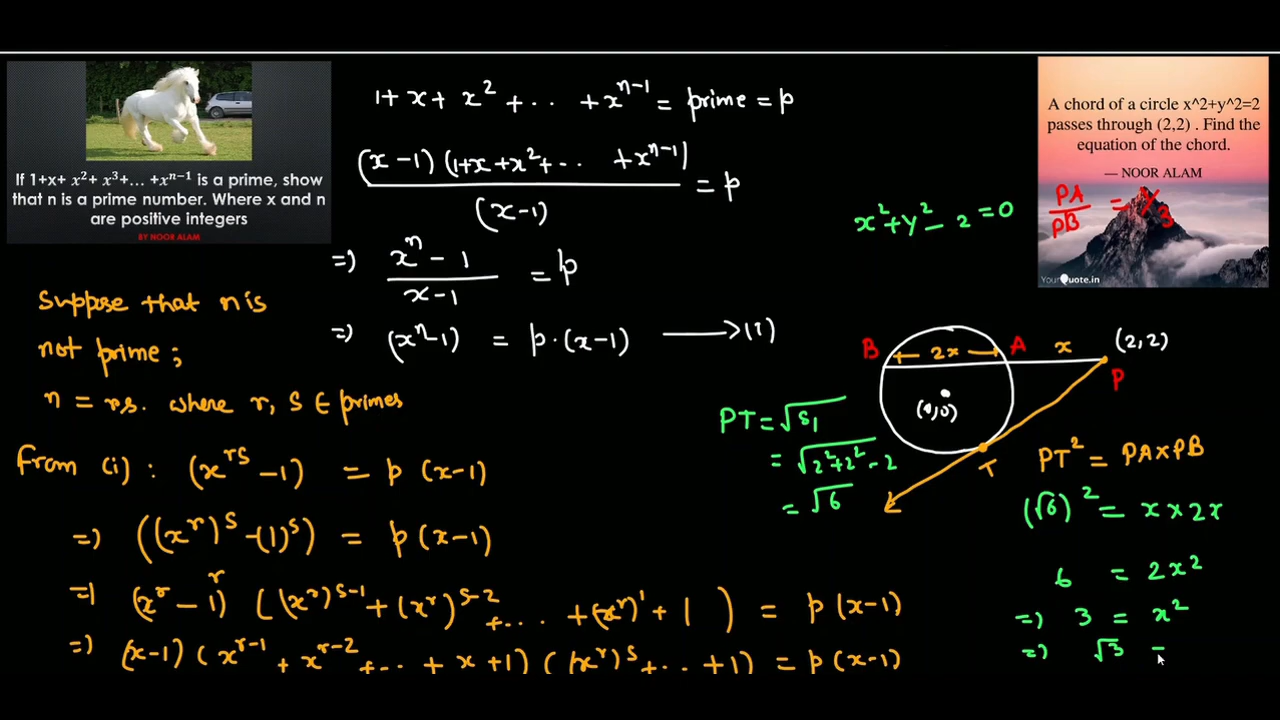 If 1+x+ x²+ x³+... +xⁿ⁻¹ is a prime, show
that n is a prime number. Where x and n
are positive integers
BY NOOR ALAM
1 + x + x² + .. + xⁿ⁻¹ = prime = p
(x-1) (1+x+x²+.. +xⁿ⁻¹) / (x-1) = p
=) xⁿ - 1 / x-1 = p
=) (xⁿ-1) = p.(x-1) ⟶(i)
Suppose that n is
not prime;
n = rs. where r, s ∈ primes
From (i) : (xʳˢ -1) = p (x-1)
=) ((xʳ)ˢ -(1)ˢ) = p (x-1)
=) (xʳ - 1ʳ) ((xʳ)ˢ⁻¹ + (xʳ)ˢ⁻² +... +(xʳ)¹ + 1 ) = p (x-1)
=) (x-1) ( xʳ⁻¹ + xʳ⁻² +.. + x +1) ( (xʳ)ˢ +.. +1) = p (x-1)
A chord of a circle x^2+y^2=2
passes through (2,2) . Find the
equation of the chord.
— NOOR ALAM
PA/PB =
3
YourQuote.in
x²+y²- 2 =0
B 2x A x (2,2)
P
T
PT = √S₁
= √2²+2²-2
= √6
PT² = PA×PB
(√6)² = x × 2x
6 = 2x²
=) 3 = x²
=) √3